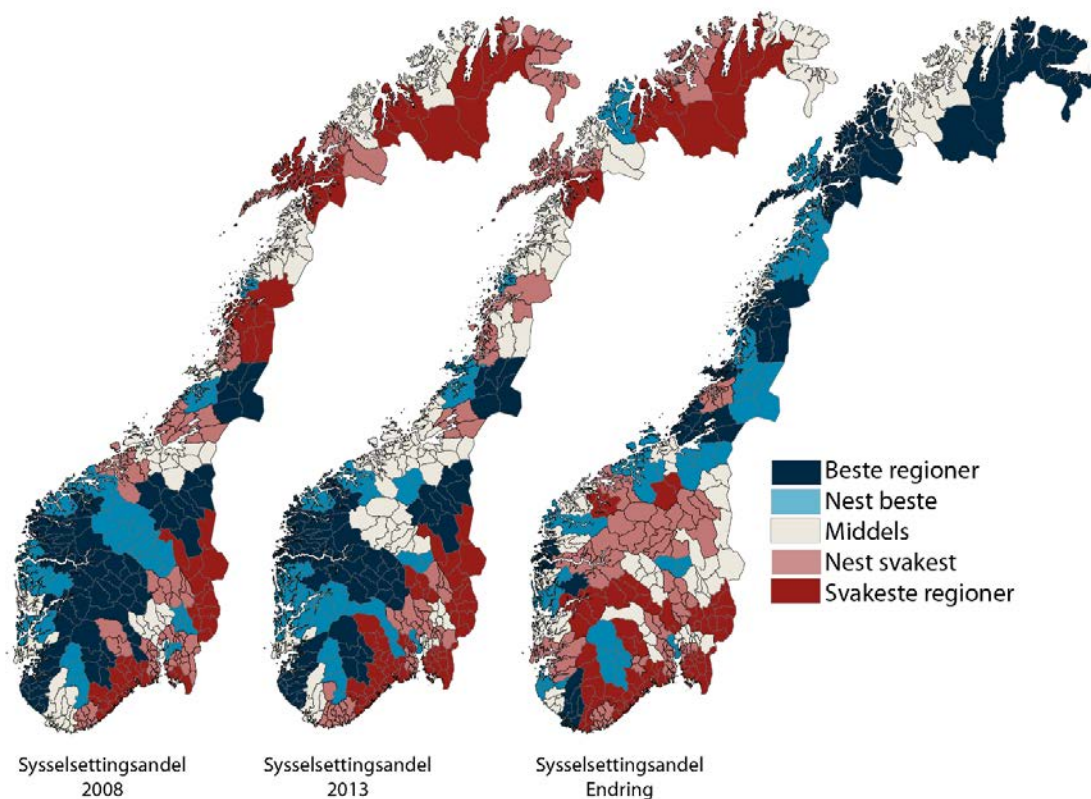 Beste regioner
Nest beste
Middels
Nest svakest
Svakeste regioner
Sysselsettingsandel
2008
Sysselsettingsandel
2013
Sysselsettingsandel
Endring